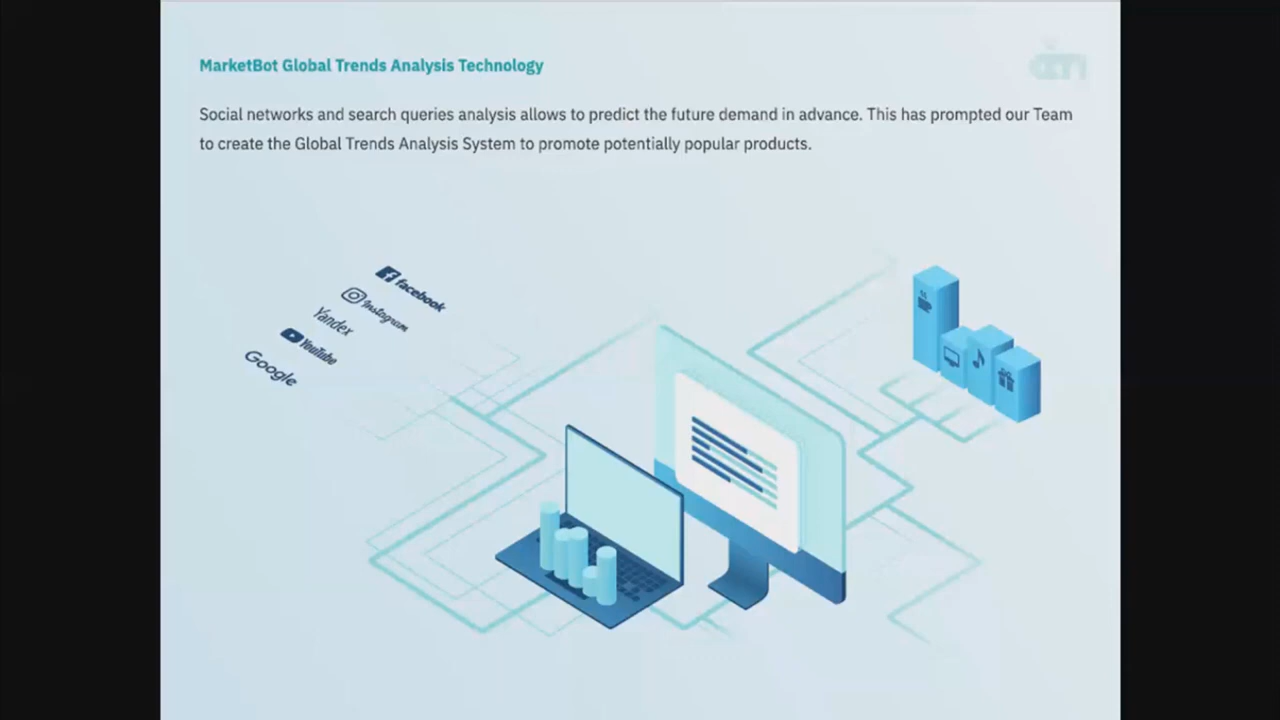 MarketBot Global Trends Analysis Technology
Social networks and search queries analysis allows to predict the future demand in advance. This has prompted our Team
to create the Global Trends Analysis System to promote potentially popular products.
facebook
Instagram
Yandex
YouTube
Google